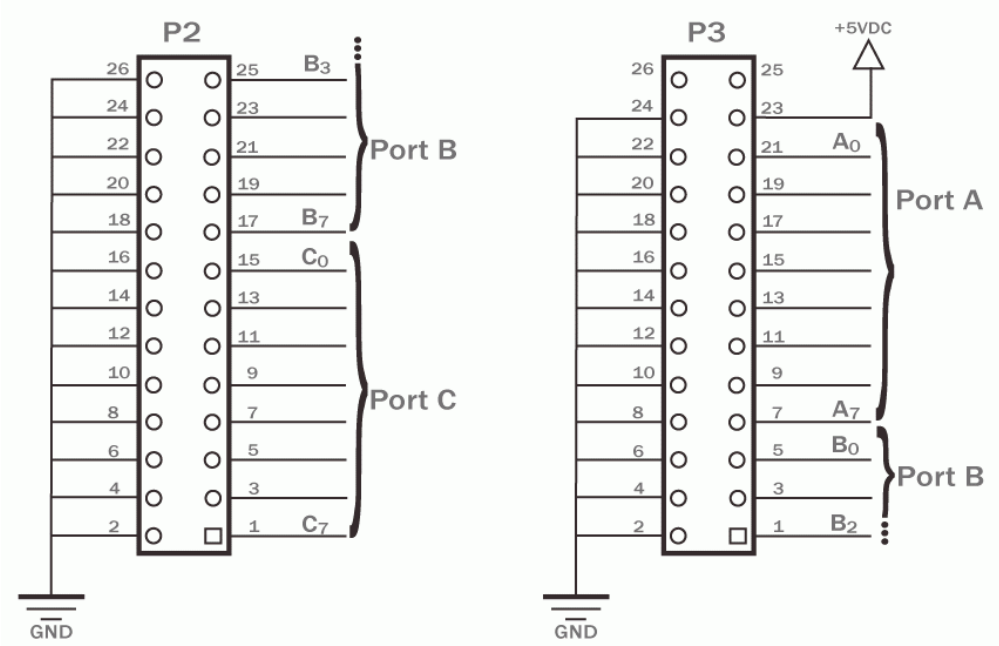 P2
P3
+5VDC
26 25 B3
26 25
24 23
24 23
22 21
22 21 A0
Port B
20 19
20 19
Port A
18 17 B7
18 17
16 15 C0
16 15
14 13
14 13
12 11
12 11
10 9
10 9
Port C
8 7
8 7 A7
6 5
6 5 B0
Port B
4 3
4 3
2 1 C7
2 1 B2
GND
GND